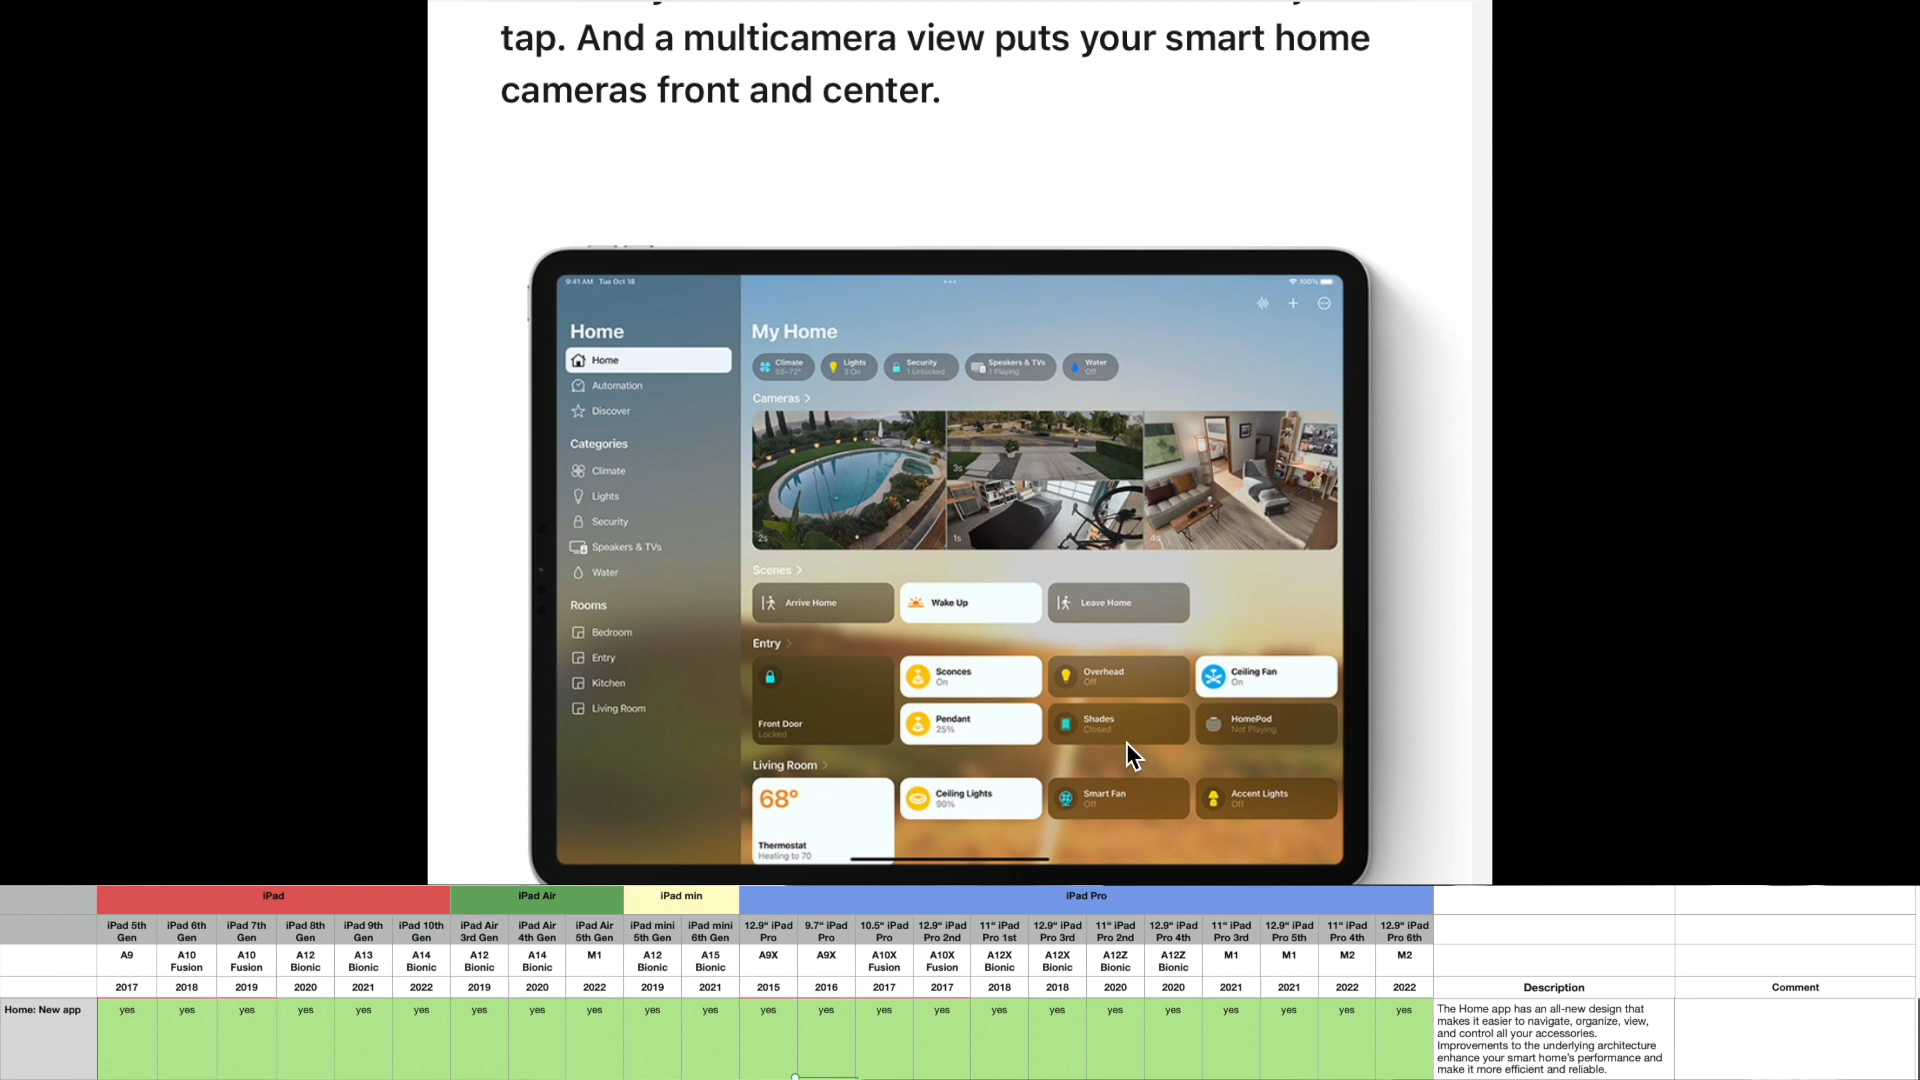 tap. And a multicamera view puts your smart home
cameras front and center.
9:41 AM Tue Oct 18
100%
Home
Home
Automation
Discover
Categories
Climate
Lights
Security
Speakers & TVs
Water
Rooms
Bedroom
Entry
Kitchen
Living Room
My Home
Climate
68–72°
Lights
3 On
Security
1 Unlocked
Speakers & TVs
1 Playing
Water
Off
Cameras
2s
3s
1s
4s
Scenes
Arrive Home
Wake Up
Leave Home
Entry
Front Door
Locked
Sconces
On
Overhead
Off
Ceiling Fan
On
Pendant
25%
Shades
Closed
HomePod
Not Playing
Living Room
68°
Thermostat
Heating to 70
Ceiling Lights
90%
Smart Fan
Off
Accent Lights
Off
iPad iPad Air iPad min iPad Pro
iPad 5th Gen iPad 6th Gen iPad 7th Gen iPad 8th Gen iPad 9th Gen iPad 10th Gen iPad Air 3rd Gen iPad Air 4th Gen iPad Air 5th Gen iPad mini 5th Gen iPad mini 6th Gen 12.9“ iPad Pro 9.7“ iPad Pro 10.5“ iPad Pro 12.9“ iPad Pro 2nd 11“ iPad Pro 1st 12.9“ iPad Pro 3rd 11“ iPad Pro 2nd 12.9“ iPad Pro 4th 11“ iPad Pro 3rd 12.9“ iPad Pro 5th 11“ iPad Pro 4th 12.9“ iPad Pro 6th
A9 A10 Fusion A10 Fusion A12 Bionic A13 Bionic A14 Bionic A12 Bionic A14 Bionic M1 A12 Bionic A15 Bionic A9X A9X A10X Fusion A10X Fusion A12X Bionic A12X Bionic A12Z Bionic A12Z Bionic M1 M1 M2 M2
2017 2018 2019 2020 2021 2022 2019 2020 2022 2019 2021 2015 2016 2017 2017 2018 2018 2020 2020 2021 2021 2022 2022 Description Comment
Home: New app yes yes yes yes yes yes yes yes yes yes yes yes yes yes yes yes yes yes yes yes yes yes yes
The Home app has an all-new design that
makes it easier to navigate, organize, view,
and control all your accessories.
Improvements to the underlying architecture
enhance your smart home's performance and
make it more efficient and reliable.